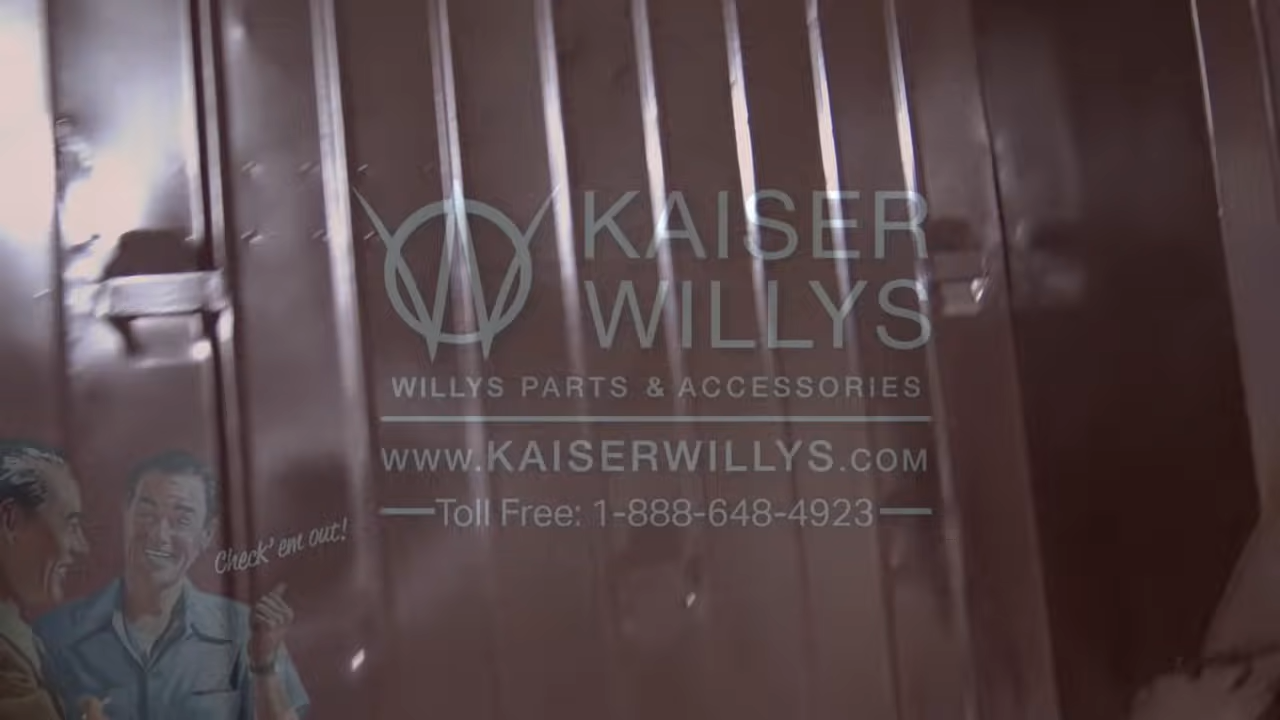 KAISER
WILLYS
WILLYS PARTS & ACCESSORIES
WWW.KAISERWILLYS.COM
Toll Free: 1-888-648-4923
Check'em out!